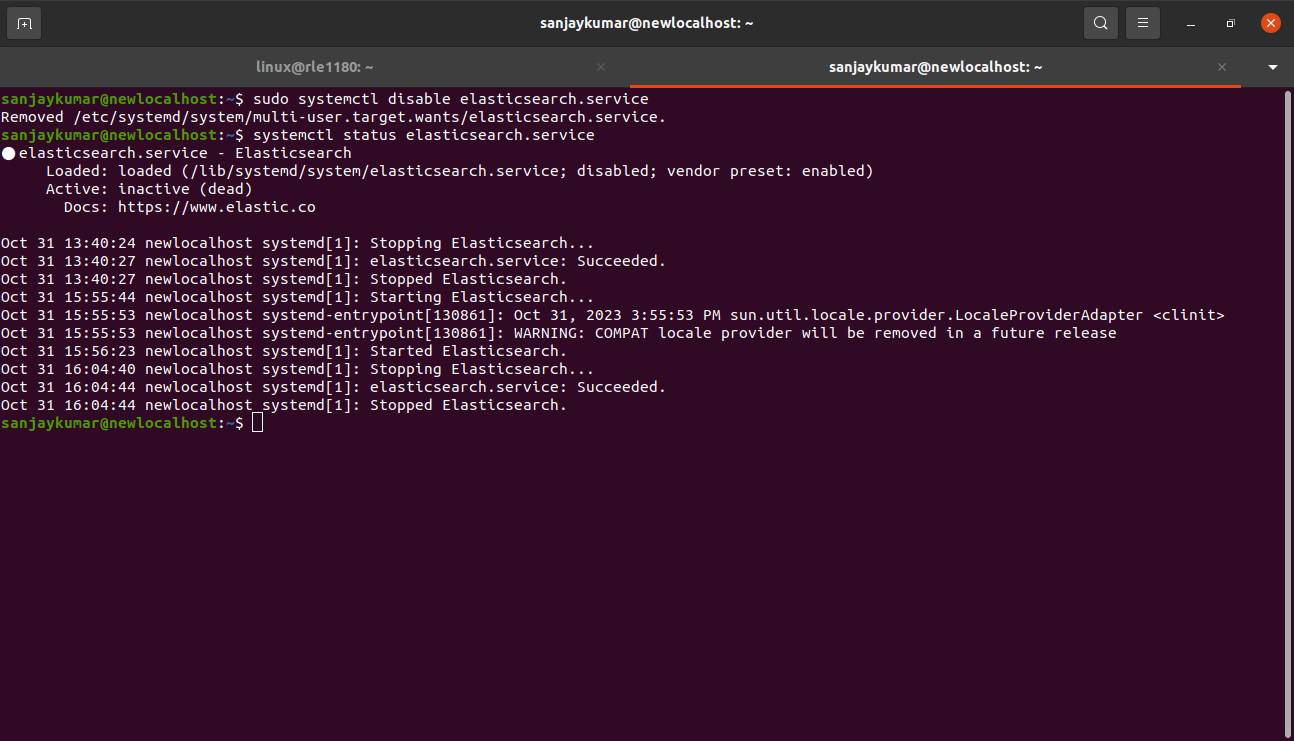 sanjaykumar@newlocalhost: ~
linux@rle1180: ~
sanjaykumar@newlocalhost: ~
sanjaykumar@newlocalhost:~$ sudo systemctl disable elasticsearch.service
Removed /etc/systemd/system/multi-user.target.wants/elasticsearch.service.
sanjaykumar@newlocalhost:~$ systemctl status elasticsearch.service
● elasticsearch.service - Elasticsearch
     Loaded: loaded (/lib/systemd/system/elasticsearch.service; disabled; vendor preset: enabled)
     Active: inactive (dead)
       Docs: https://www.elastic.co
Oct 31 13:40:24 newlocalhost systemd[1]: Stopping Elasticsearch...
Oct 31 13:40:27 newlocalhost systemd[1]: elasticsearch.service: Succeeded.
Oct 31 13:40:27 newlocalhost systemd[1]: Stopped Elasticsearch.
Oct 31 15:55:44 newlocalhost systemd[1]: Starting Elasticsearch...
Oct 31 15:55:53 newlocalhost systemd-entrypoint[130861]: Oct 31, 2023 3:55:53 PM sun.util.locale.provider.LocaleProviderAdapter <clinit>
Oct 31 15:55:53 newlocalhost systemd-entrypoint[130861]: WARNING: COMPAT locale provider will be removed in a future release
Oct 31 15:56:23 newlocalhost systemd[1]: Started Elasticsearch.
Oct 31 16:04:40 newlocalhost systemd[1]: Stopping Elasticsearch...
Oct 31 16:04:44 newlocalhost systemd[1]: elasticsearch.service: Succeeded.
Oct 31 16:04:44 newlocalhost systemd[1]: Stopped Elasticsearch.
sanjaykumar@newlocalhost:~$